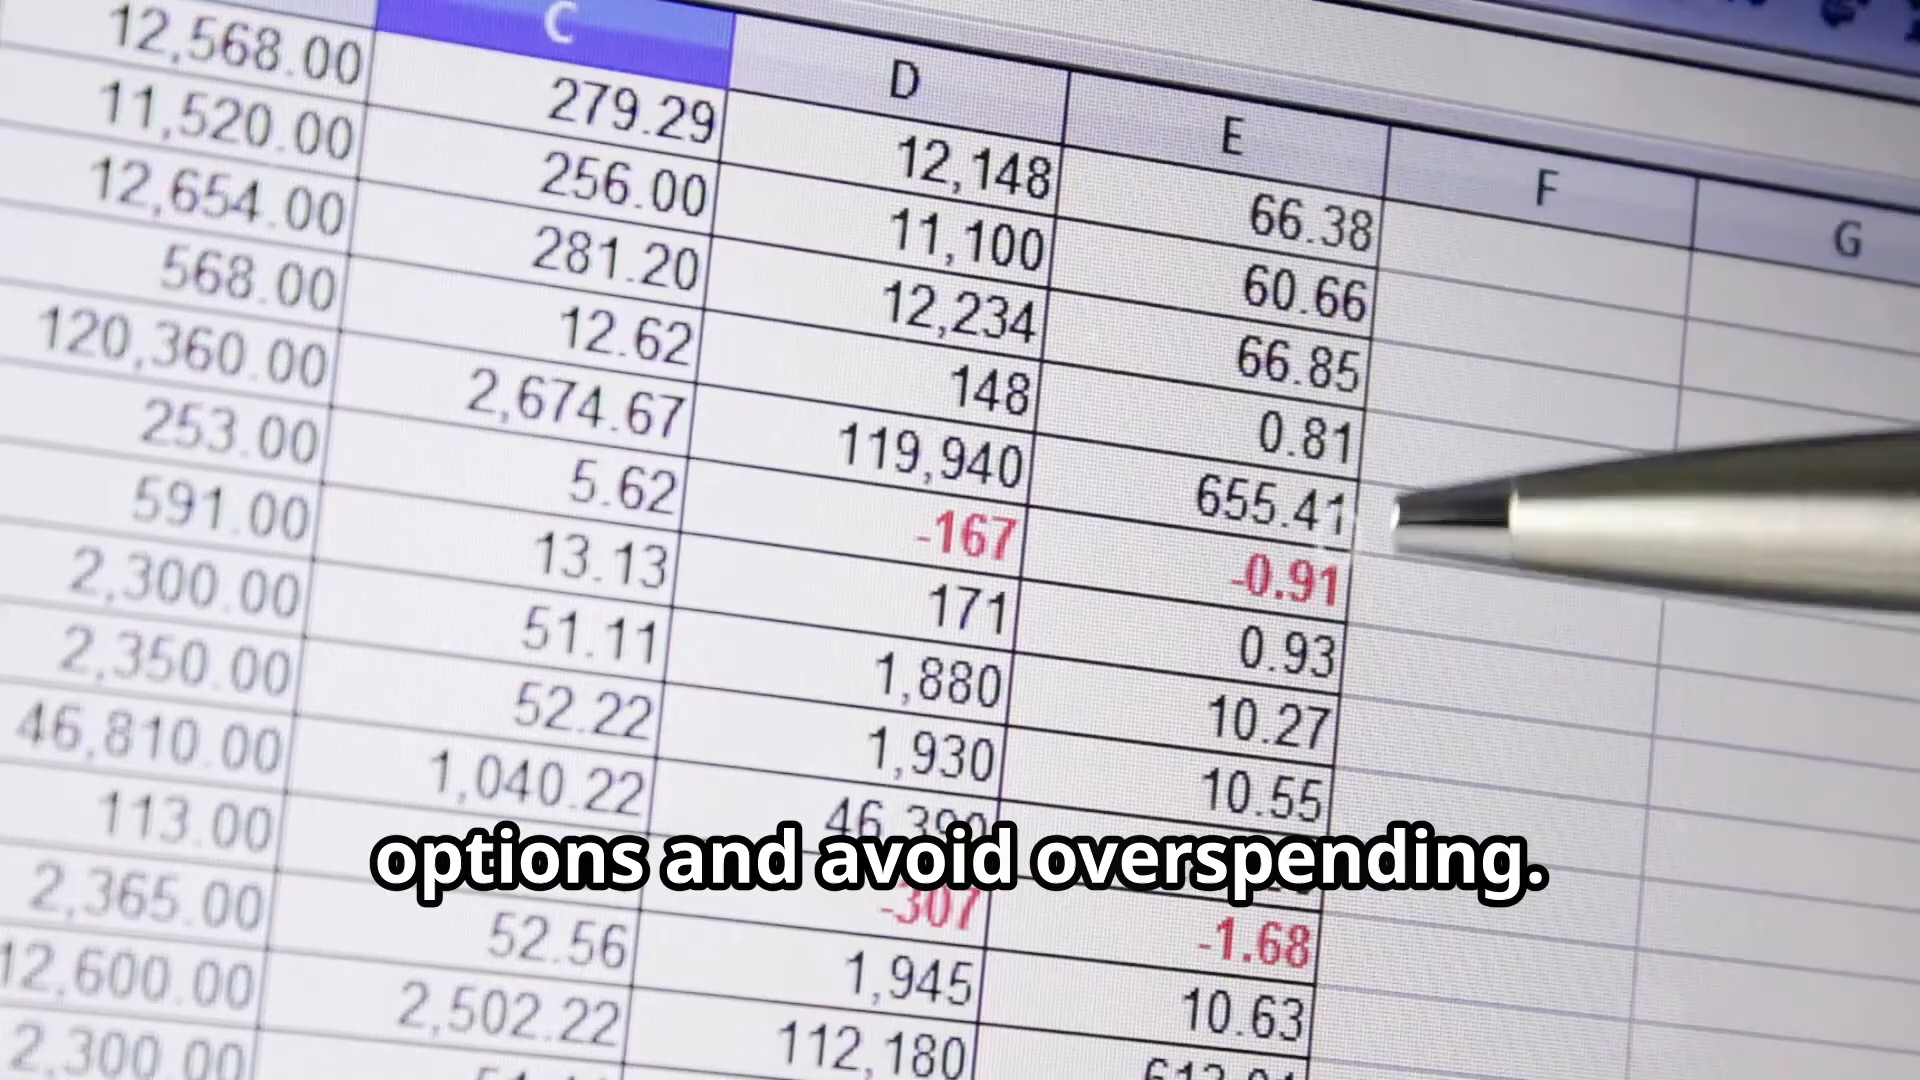 C D E F G
12,568.00 279.29 12,148 66.38
11,520.00 256.00 11,100 60.66
12,654.00 281.20 12,234 66.85
568.00 12.62 148 0.81
120,360.00 2,674.67 119,940 655.41
253.00 5.62 -167 -0.91
591.00 13.13 171 0.93
2,300.00 51.11 1,880 10.27
2,350.00 52.22 1,930 10.55
46,810.00 1,040.22 46,390
113.00 -307 -1.68
2,365.00 52.56 1,945 10.63
12,600.00 2,502.22 112,180
2,300.00
options and avoid overspending.